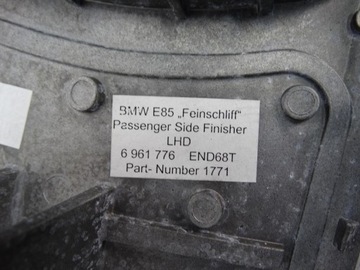 BMW E85 „Feinschliff"
Passenger Side Finisher
LHD
6 961 776 END68T
Part- Number 1771